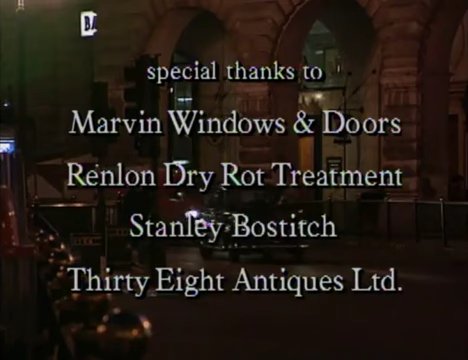 special thanks to
Marvin Windows & Doors
Renlon Dry Rot Treatment
Stanley Bostitch
Thirty Eight Antiques Ltd.